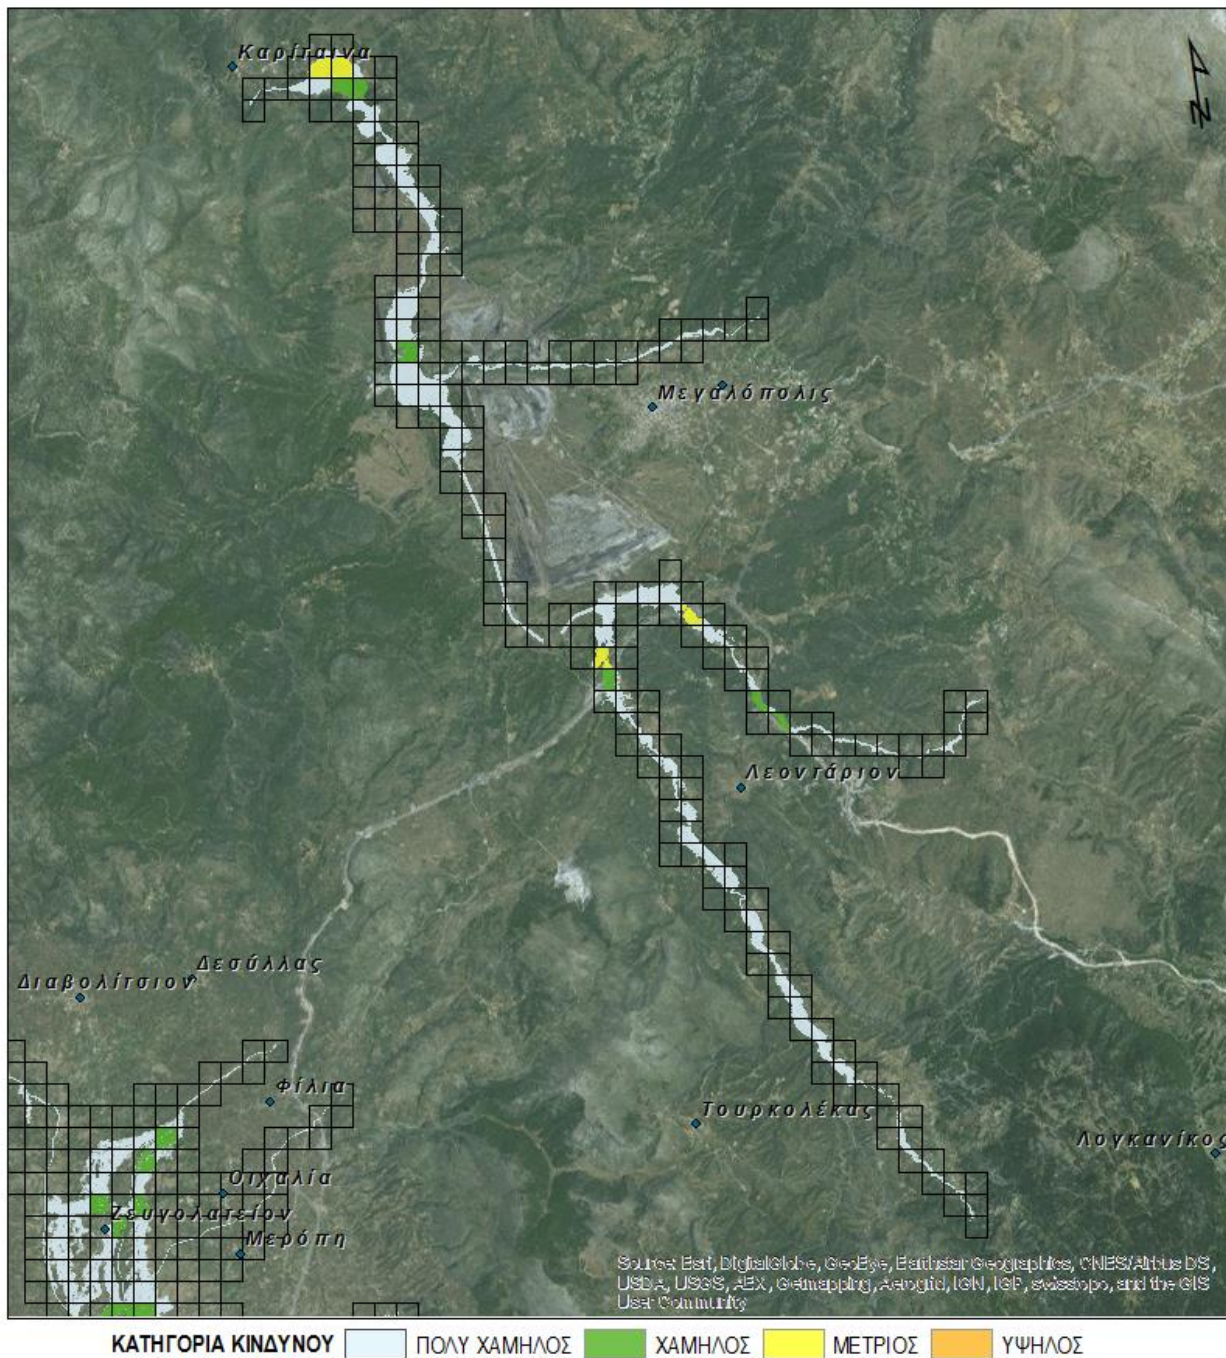 Καρίταινα
Μεγαλόπολις
Λεοντάριον
Δεσύλλας
Διαβολίτσιον
Φίλια
Τουρκολέκας
Λογκανίκος
Οιχαλία
Ζευγολατείον
Μερόπη
Source: Esri, DigitalGlobe, GeoEye, Earthstar Geographics, CNES/Airbus DS,
USDA, USGS, AEX, Getmapping, Aerogrid, IGN, IGP, swisstopo, and the GIS
User Community
ΚΑΤΗΓΟΡΙΑ ΚΙΝΔΥΝΟΥ ΠΟΛΥ ΧΑΜΗΛΟΣ ΧΑΜΗΛΟΣ ΜΕΤΡΙΟΣ ΥΨΗΛΟΣ